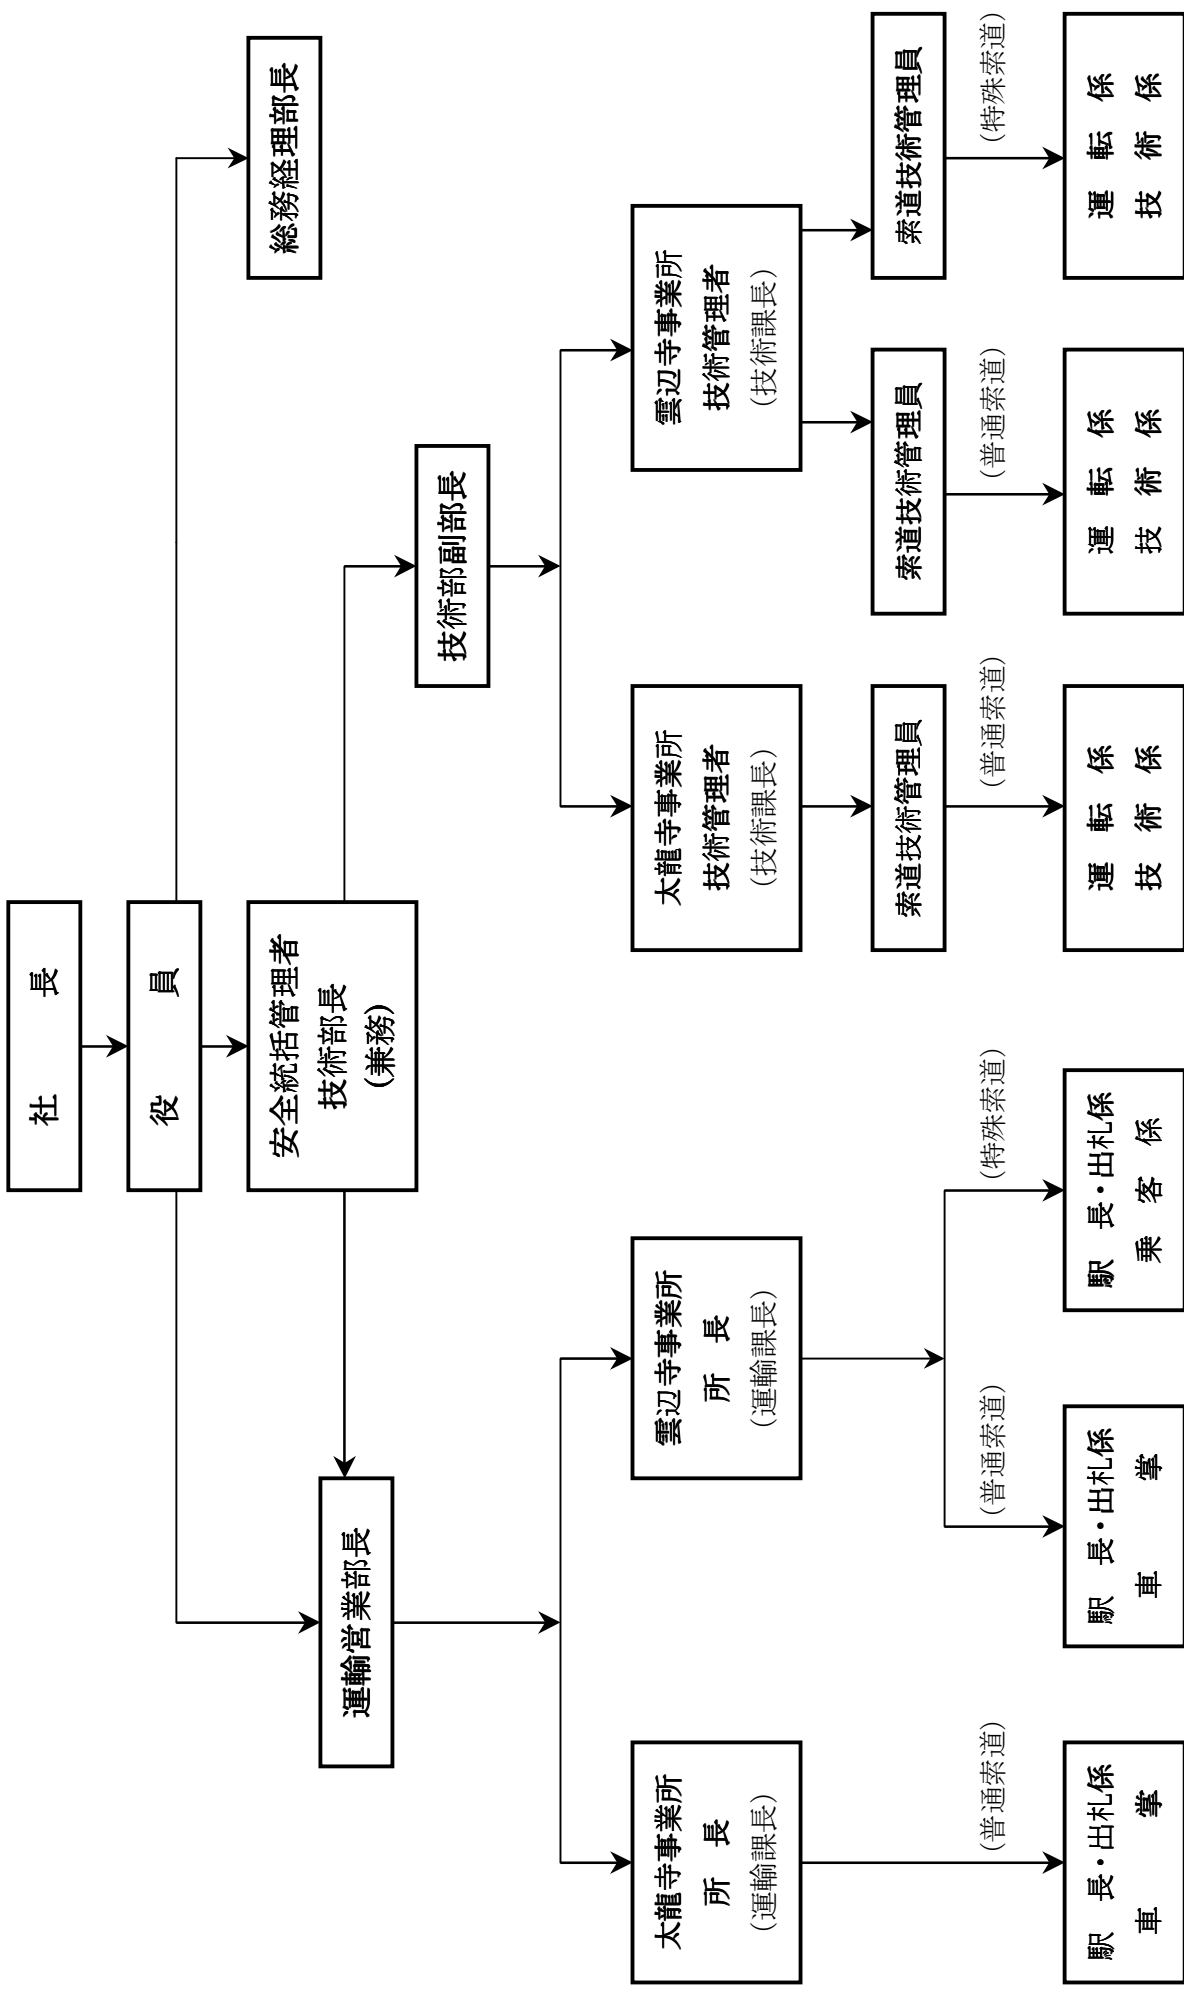 社　長
役　員
総務経理部長
安全統括管理者
技術部長
(兼務)
運輸営業部長
技術部副部長
太龍寺事業所
所　長
(運輸課長)
雲辺寺事業所
所　長
(運輸課長)
太龍寺事業所
技術管理者
(技術課長)
雲辺寺事業所
技術管理者
(技術課長)
索道技術管理員
索道技術管理員
索道技術管理員
(普通索道)
(普通索道)
(特殊索道)
(普通索道)
(普通索道)
(特殊索道)
駅　長・出札係
車　掌
駅　長・出札係
車　掌
駅　長・出札係
乗　客　係
運　転　係
技　術　係
運　転　係
技　術　係
運　転　係
技　術　係